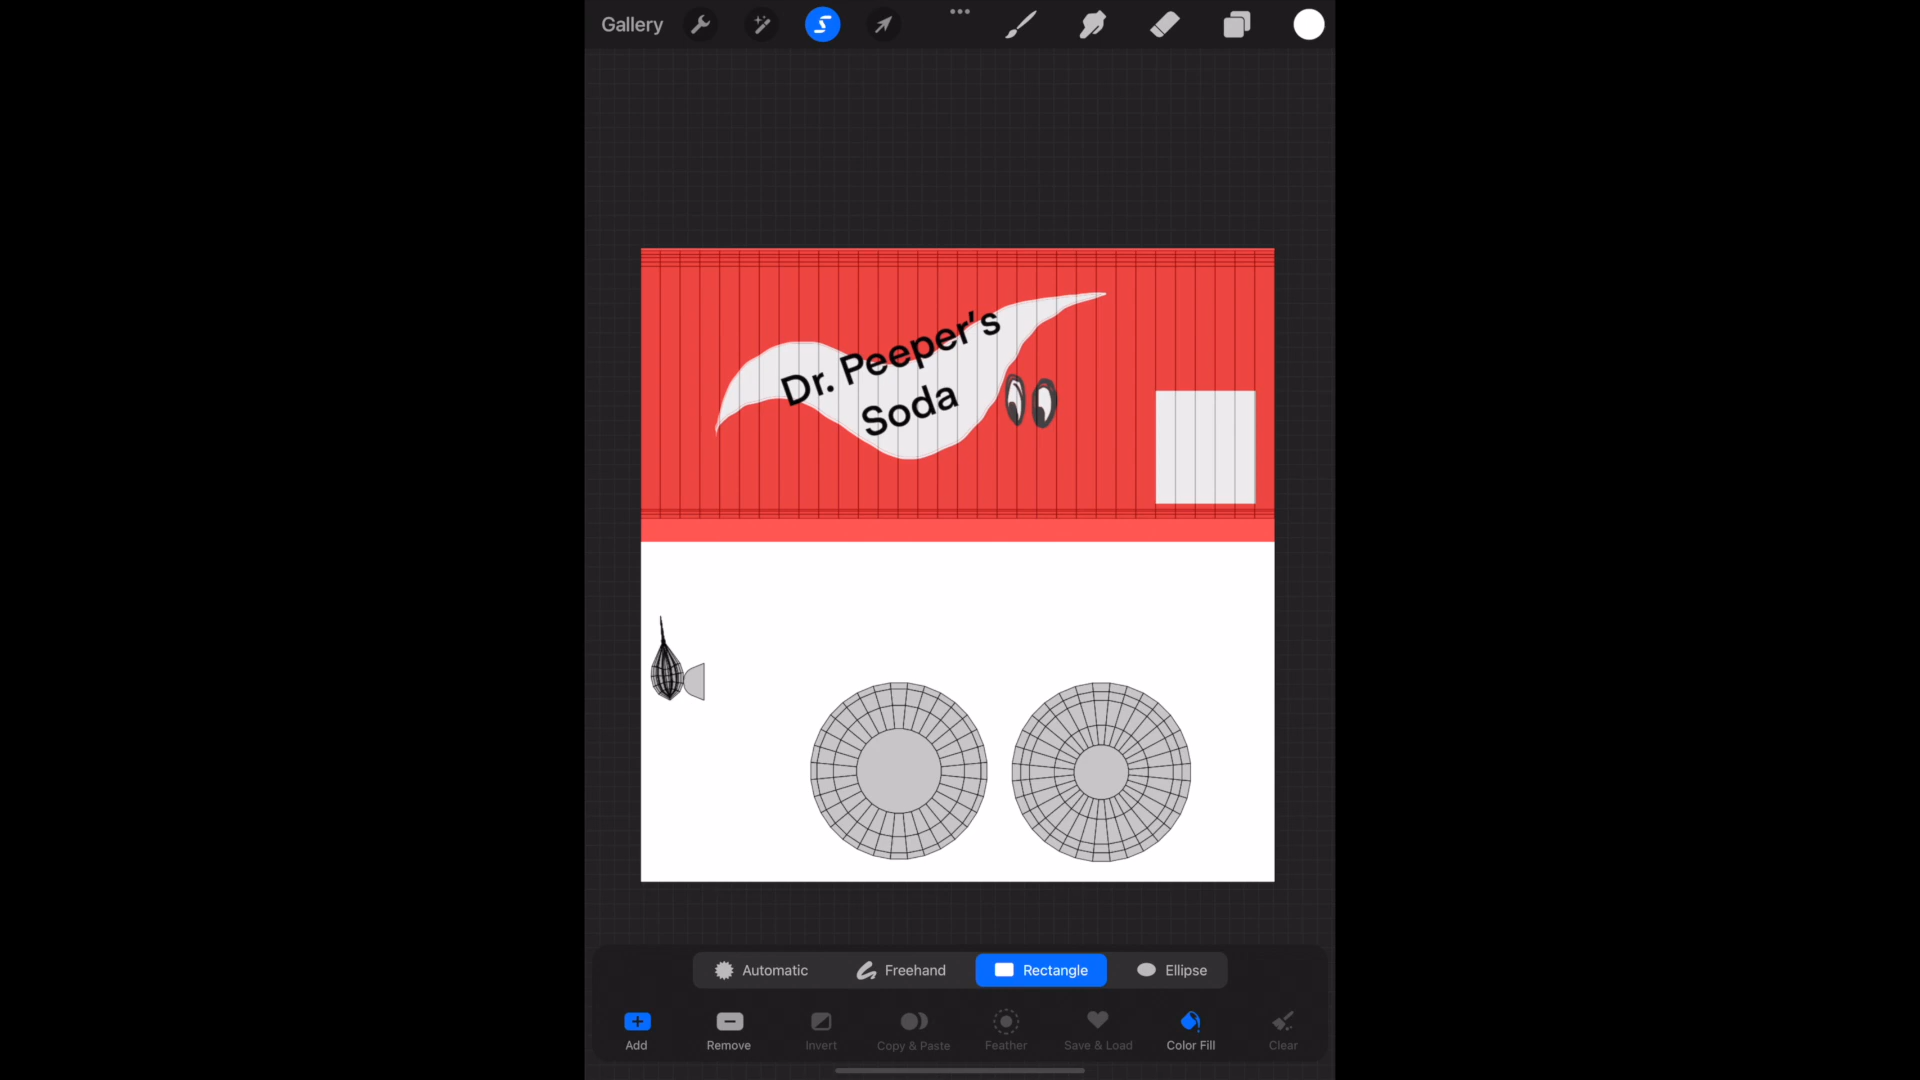 Gallery
Dr. Peeper's
Soda
Automatic Freehand Rectangle Ellipse
Add Remove Invert Copy & Paste Feather Save & Load Color Fill Clear